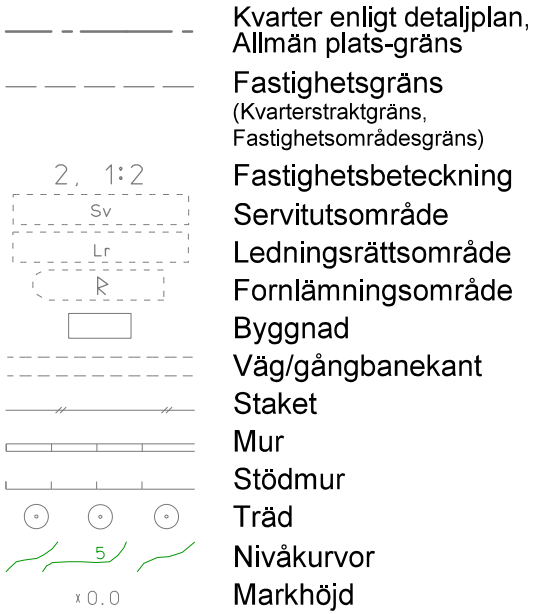 Kvarter enligt detaljplan,
Allmän plats-gräns
Fastighetsgräns
(Kvarterstraktgräns,
Fastighetsområdesgräns)
2, 1:2 Fastighetsbeteckning
Sv Servitutsområde
Lr Ledningsrättsområde
R Fornlämningsområde
Byggnad
Väg/gångbanekant
Staket
Mur
Stödmur
Träd
5 Nivåkurvor
x0.0 Markhöjd